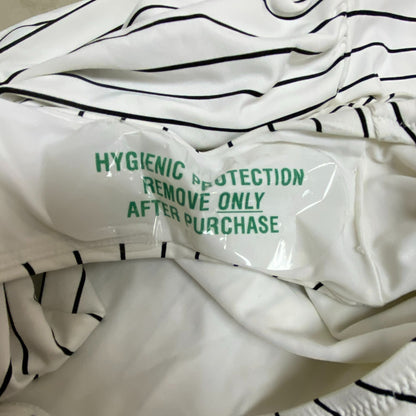 HYGIENIC PROTECTION
REMOVE ONLY
AFTER PURCHASE